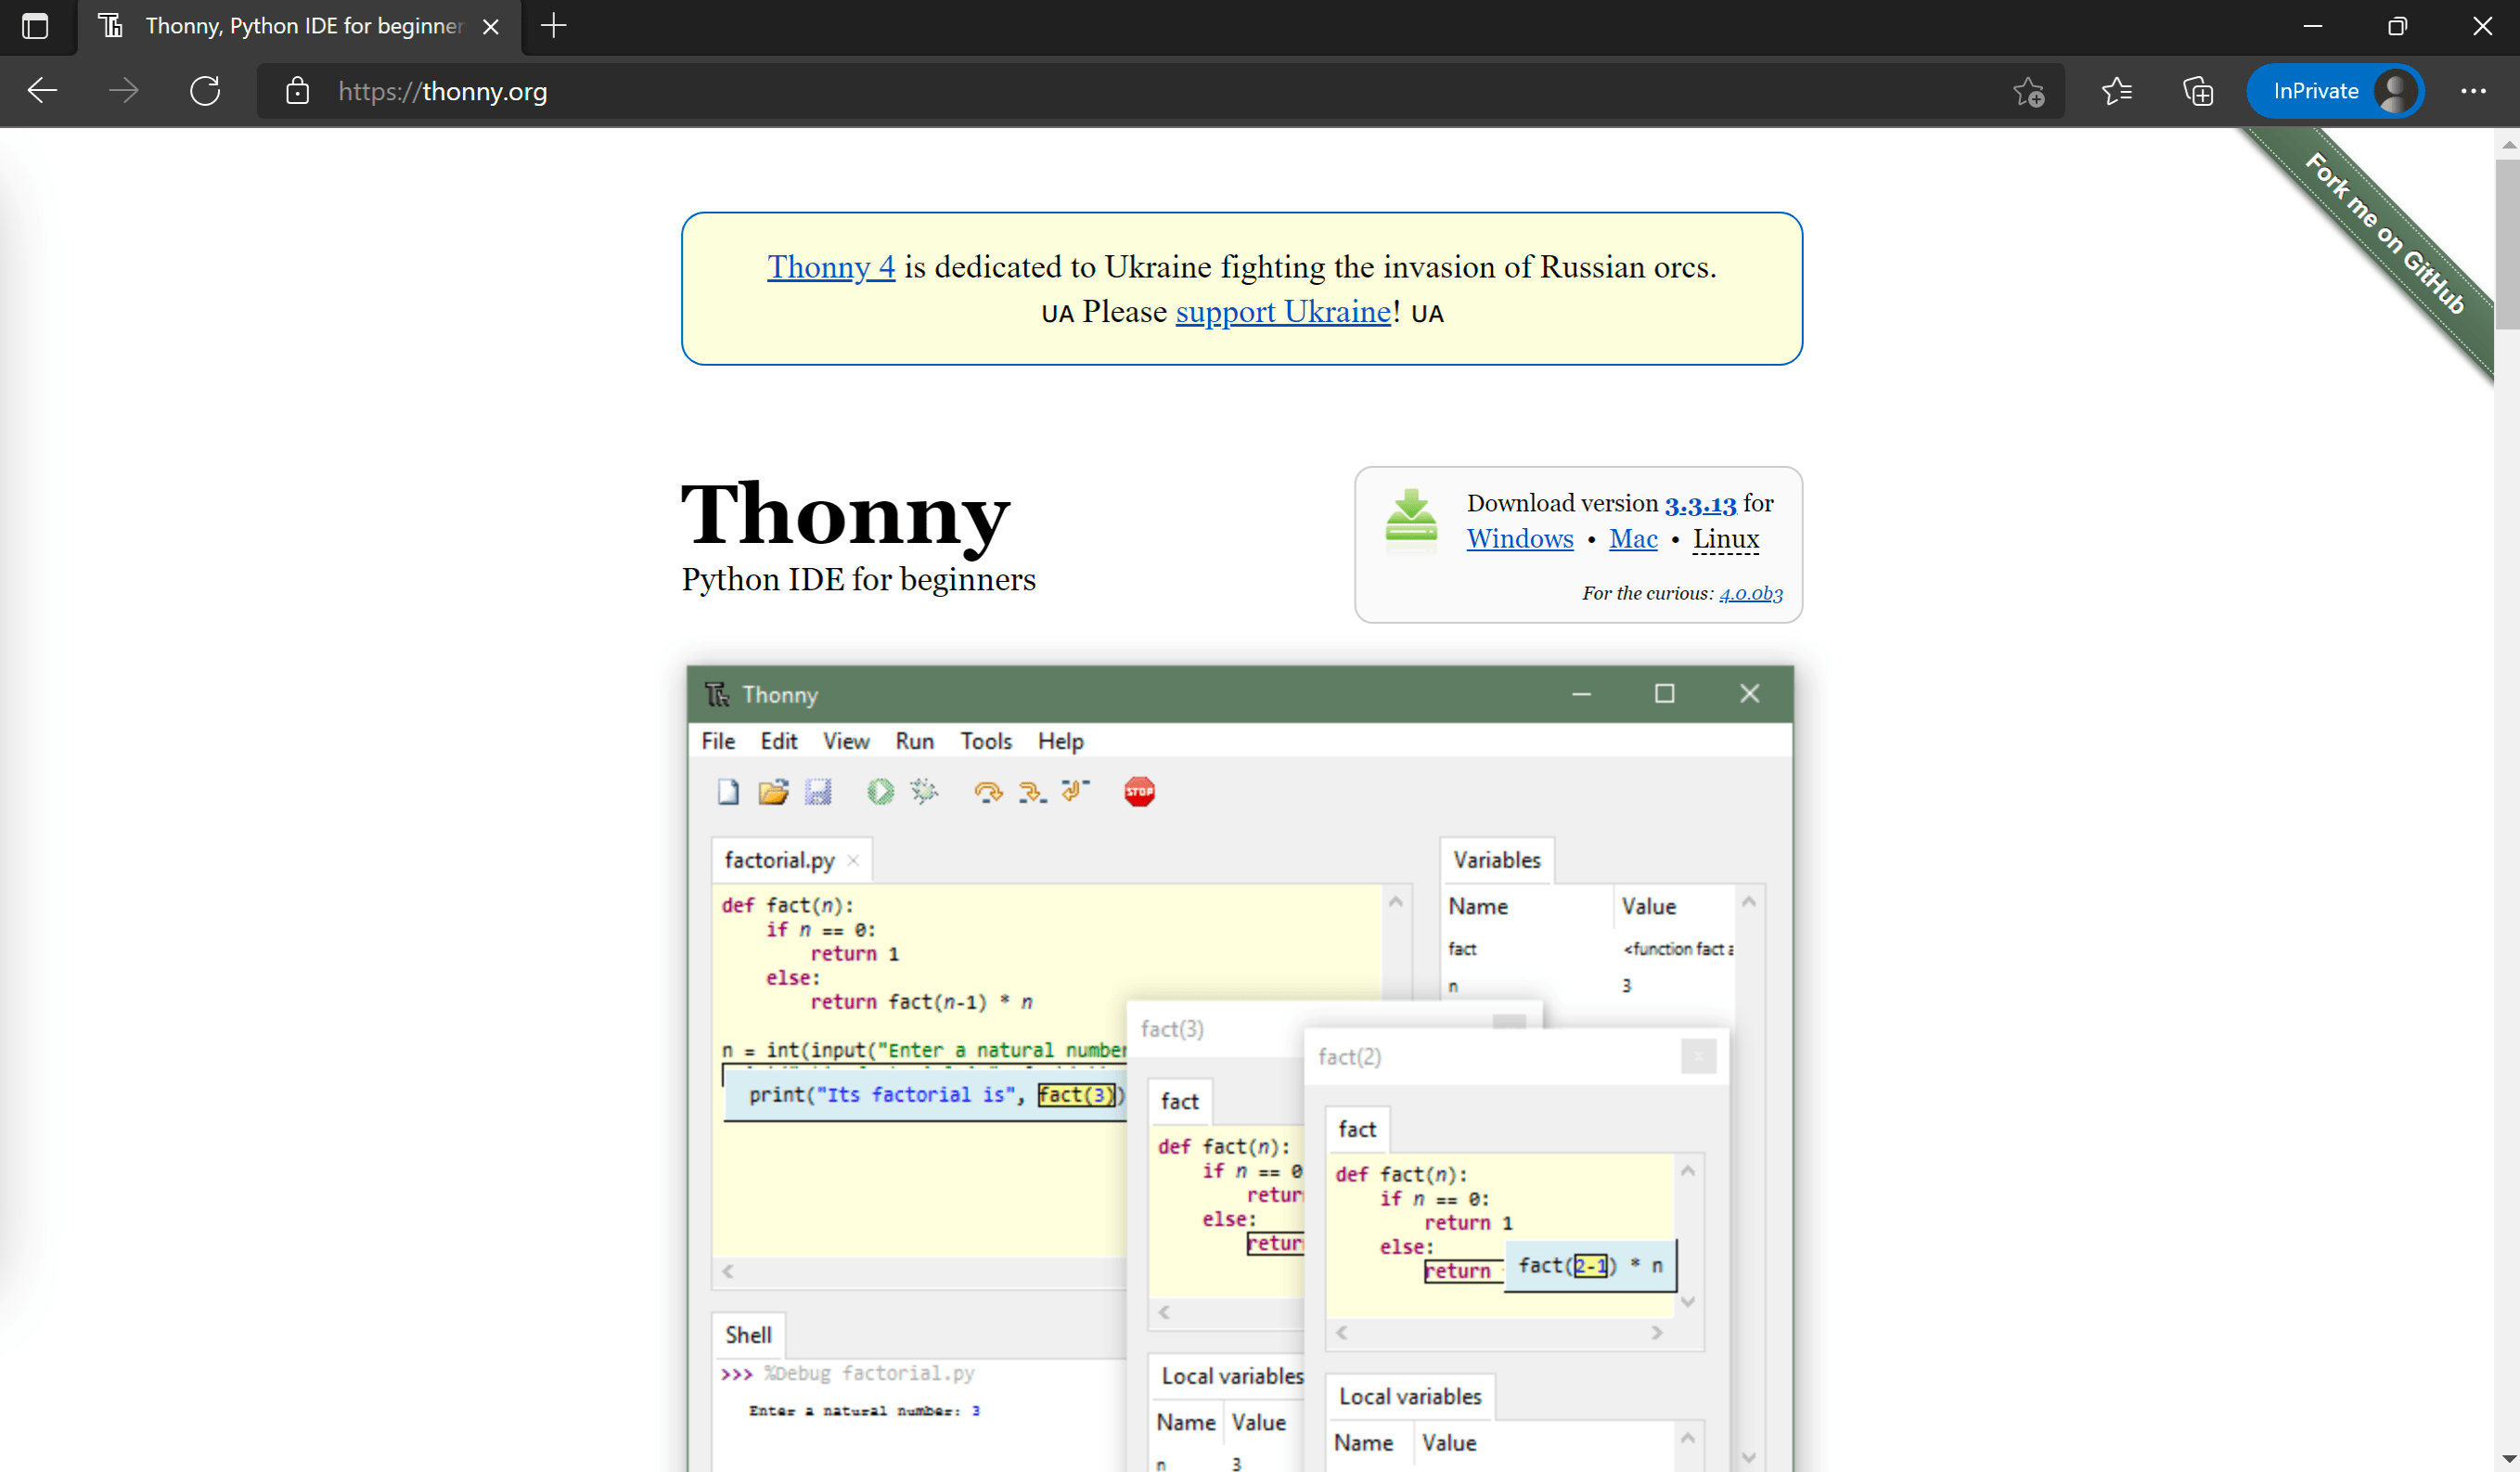 Thonny, Python IDE for beginner
https://thonny.org
InPrivate
Fork me on GitHub
Thonny 4 is dedicated to Ukraine fighting the invasion of Russian orcs.
UA Please support Ukraine! UA
Thonny
Python IDE for beginners
Download version 3.3.13 for
Windows • Mac • Linux
For the curious: 4.0.0b3
Thonny
File Edit View Run Tools Help
STOP
factorial.py
def fact(n):
    if n == 0:
        return 1
    else:
        return fact(n-1) * n
n = int(input("Enter a natural number
print("Its factorial is", fact(3))
Variables
Name Value
fact <function fact a
n 3
fact(3)
fact
def fact(n):
    if n == 0
        retur
    else:
        retur
Local variables
Name Value
n 3
fact(2)
fact
def fact(n):
    if n == 0:
        return 1
    else:
        return fact(2-1) * n
Local variables
Name Value
Shell
>>> %Debug factorial.py
Enter a natural number: 3